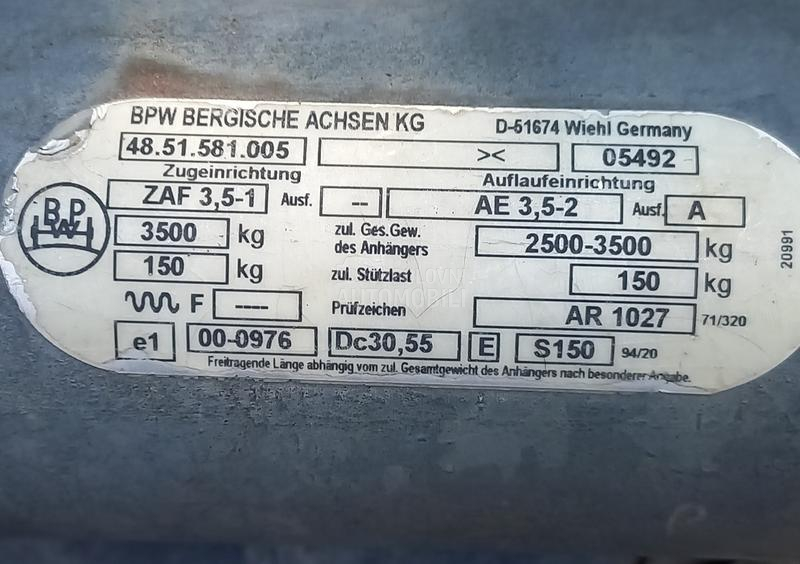 BPW BERGISCHE ACHSEN KG D-51674 Wiehl Germany
48.51.581.005 >< 05492
Zugeinrichtung Auflaufeinrichtung
ZAF 3,5-1 Ausf. -- AE 3,5-2 Ausf. A
BPW
3500 kg zul. Ges.Gew. des Anhängers 2500-3500 kg
150 kg zul. Stützlast 150 kg
F ---- Prüfzeichen AR 1027 71/320
e1 00-0976 Dc30,55 E S150 94/20
Freitragende Länge abhängig vom zul. Gesamtgewicht des Anhängers nach besonderer Angabe.
20991